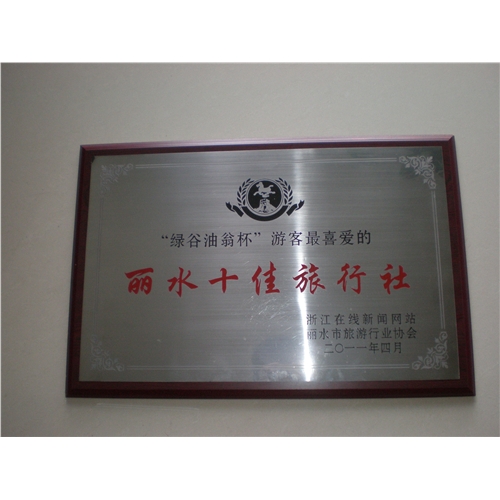 “绿谷油翁杯”游客最喜爱的
丽水十佳旅行社
浙江在线新闻网站
丽水市旅游行业协会
二〇一一年四月